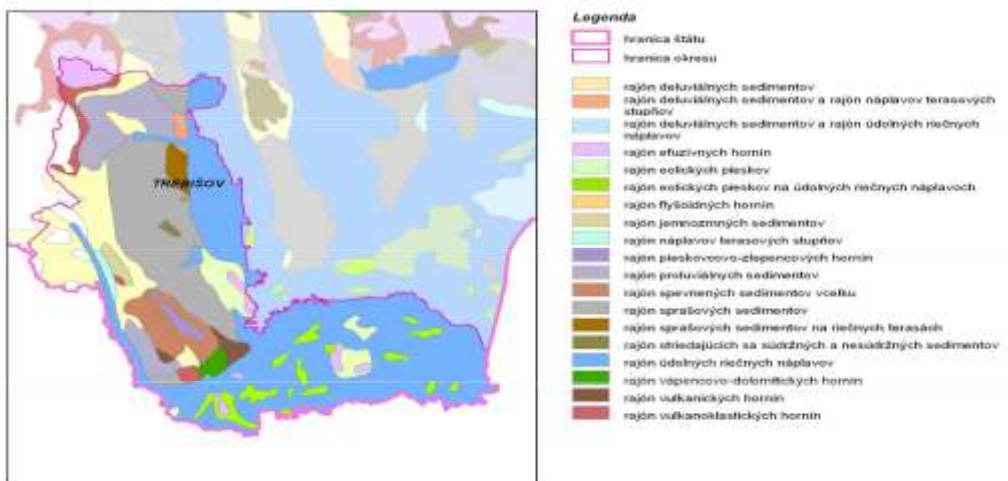 TREBIŠOV
Legenda
hranica štátu
hranica okresu
rajón deluviálnych sedimentov
rajón deluviálnych sedimentov a rajón náplavov terasových
stupňov
rajón deluviálnych sedimentov a rajón údolných riečnych
náplavov
rajón efuzívnych hornín
rajón eolických pieskov
rajón eolických pieskov na údolných riečnych náplavoch
rajón flyšoidných hornín
rajón jemnozrnných sedimentov
rajón náplavov terasových stupňov
rajón pieskovcovo-zlepencových hornín
rajón proluviálnych sedimentov
rajón spevnených sedimentov vcelku
rajón sprašových sedimentov
rajón sprašových sedimentov na riečnych terasách
rajón striedajúcich sa súdržných a nesúdržných sedimentov
rajón údolných riečnych náplavov
rajón vápencovo-dolomitických hornín
rajón vulkanických hornín
rajón vulkanoklastických hornín